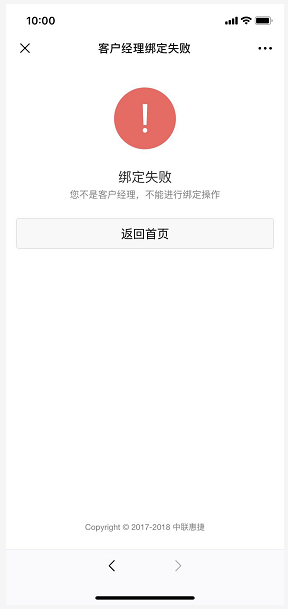 10:00
客户经理绑定失败
绑定失败
您不是客户经理，不能进行绑定操作
返回首页
Copyright © 2017-2018 中联惠捷